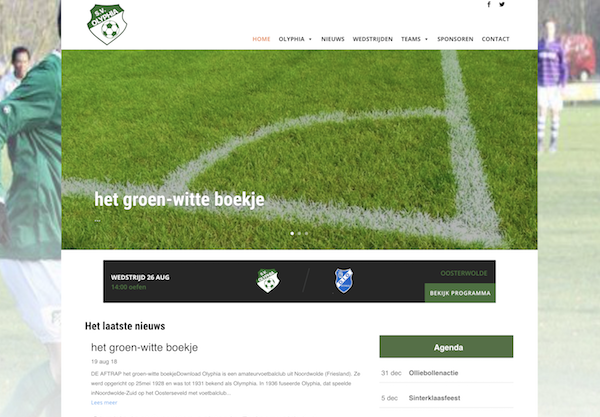 S.V.
OLYPHIA
HOME OLYPHIA NIEUWS WEDSTRIJDEN TEAMS SPONSOREN CONTACT
het groen-witte boekje
...
WEDSTRIJD 26 AUG
14:00 oefen
S.V.
OLYPHIA
OOSTERWOLDE
BEKIJK PROGRAMMA
Het laatste nieuws
het groen-witte boekje
19 aug 18
DE AFTRAP het groen-witte boekjeDownload Olyphia is een amateurvoetbalclub uit Noordwolde (Friesland). Ze
werd opgericht op 25mei 1928 en was tot 1931 bekend als Olymphia. In 1936 fuseerde Olyphia, dat speelde
inNoordwolde-Zuid op het Oosterseveld met voetbalclub...
Lees meer
Agenda
31 dec Olliebollenactie
5 dec Sinterklaasfeest